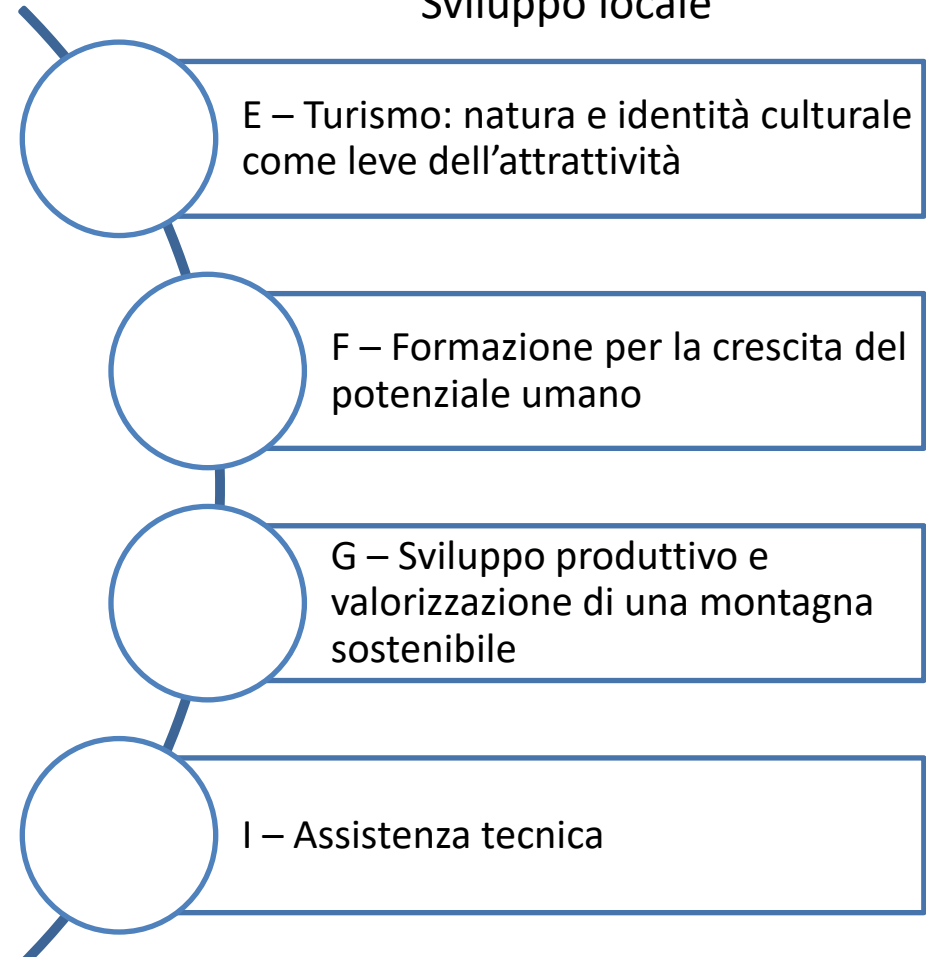 Sviluppo locale
E – Turismo: natura e identità culturale
come leve dell’attrattività
F – Formazione per la crescita del
potenziale umano
G – Sviluppo produttivo e
valorizzazione di una montagna
sostenibile
I – Assistenza tecnica